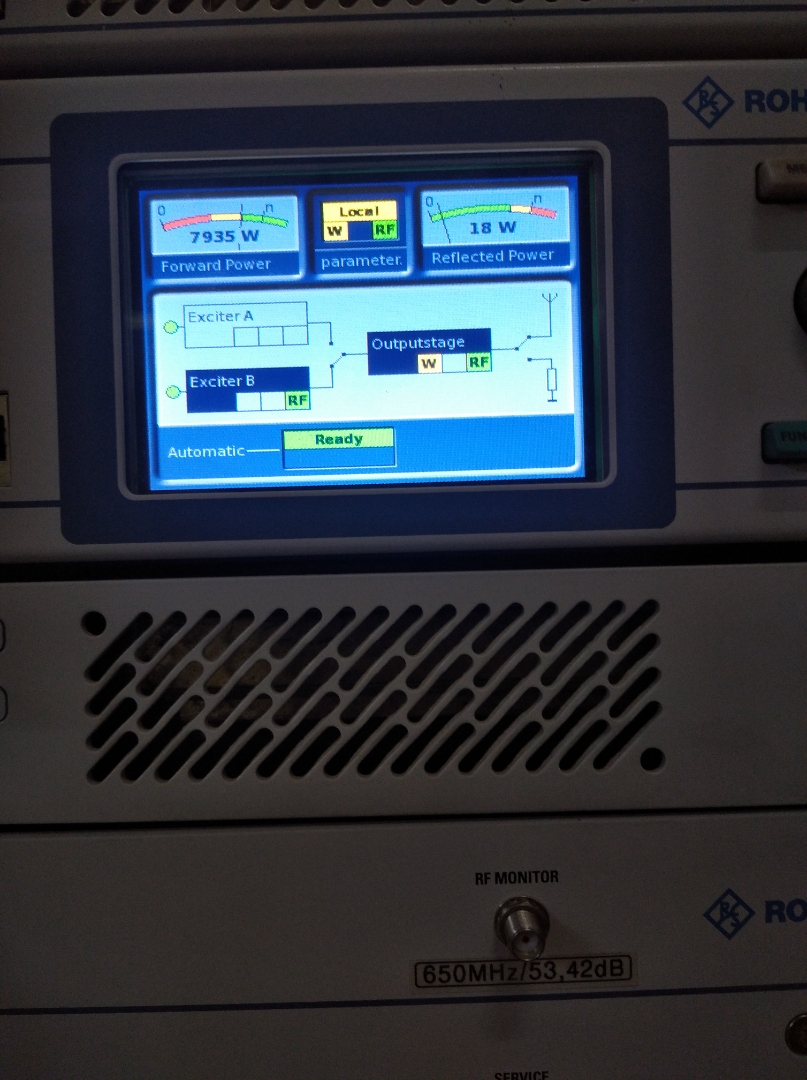 ROH
0 n
7935 W
Forward Power
Local
W RF
parameter.
0 n
18 W
Reflected Power
Exciter A
Exciter B
RF
Outputstage
W RF
Automatic
Ready
FUN
RF MONITOR
RO
650MHz/53,42dB
SERVICE